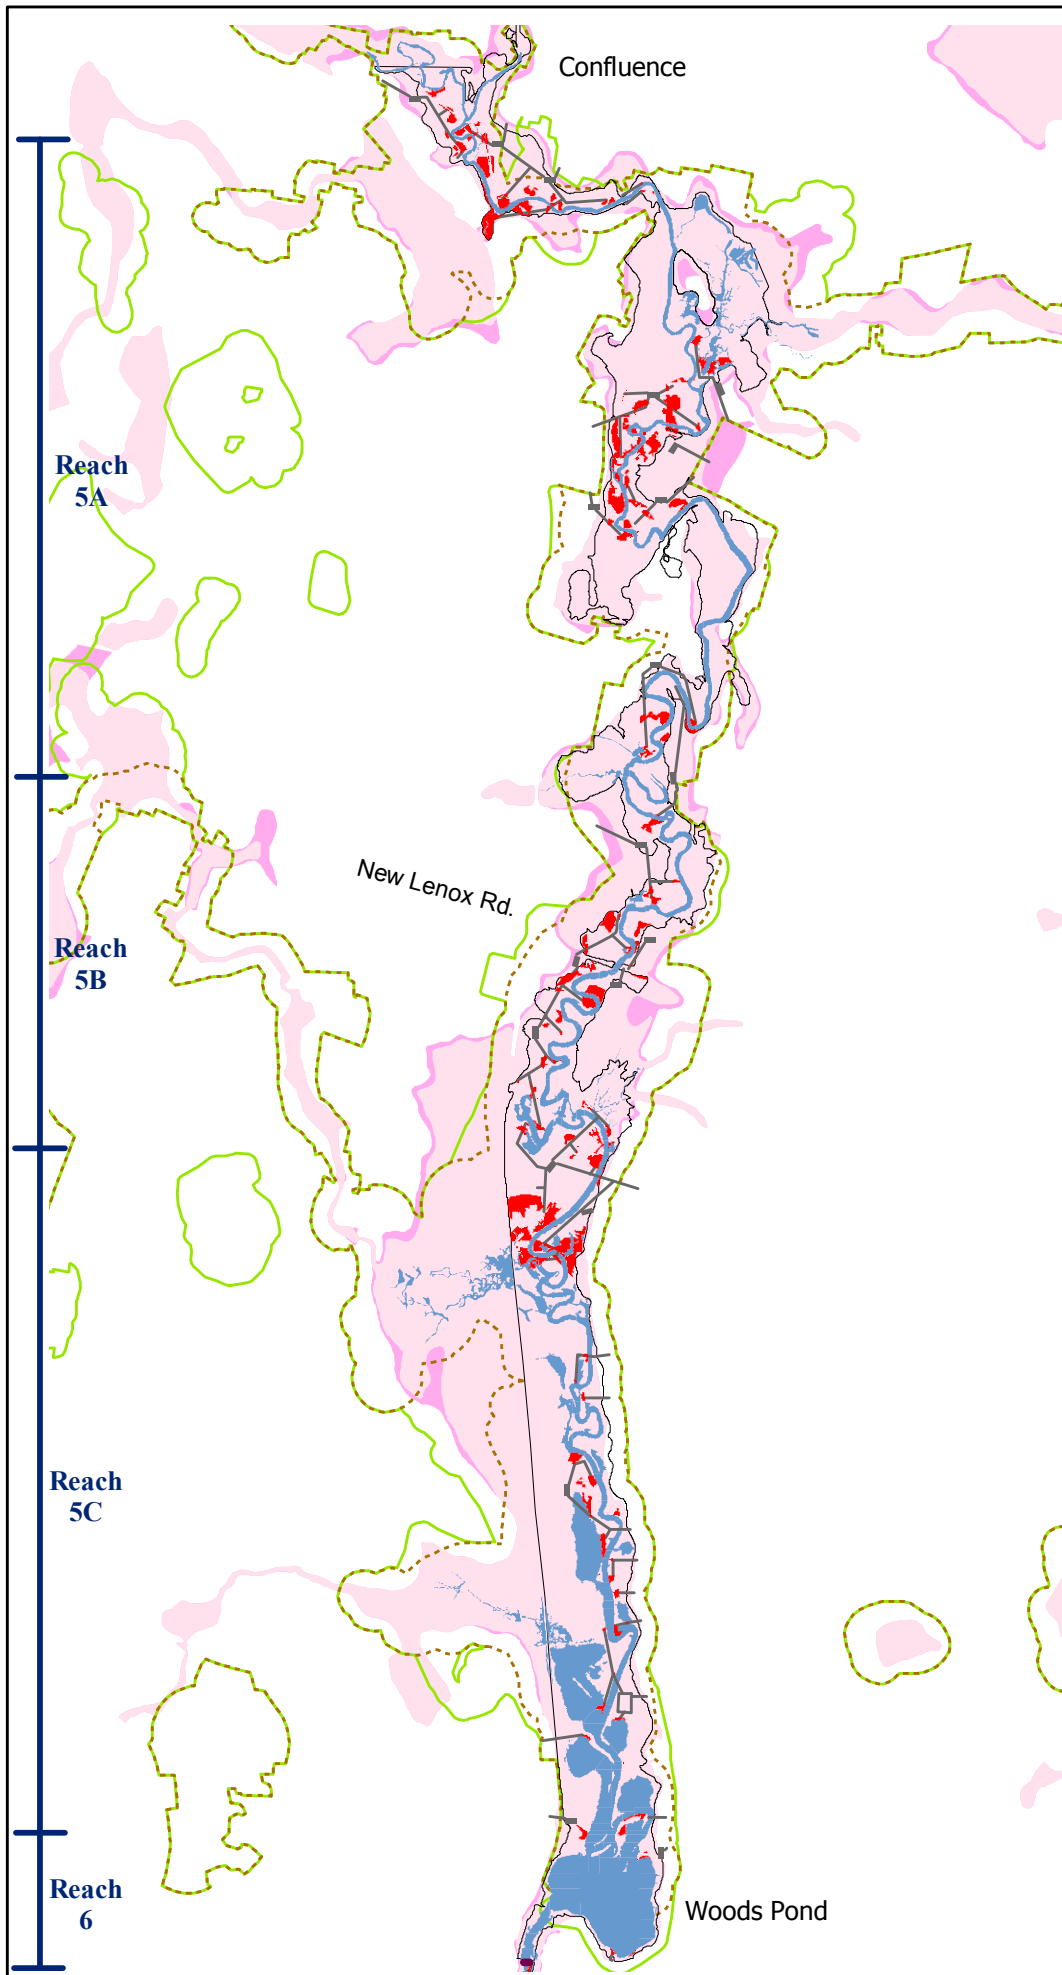 Confluence
Reach
5A
New Lenox Rd.
Reach
5B
Reach
5C
Reach
6
Woods Pond